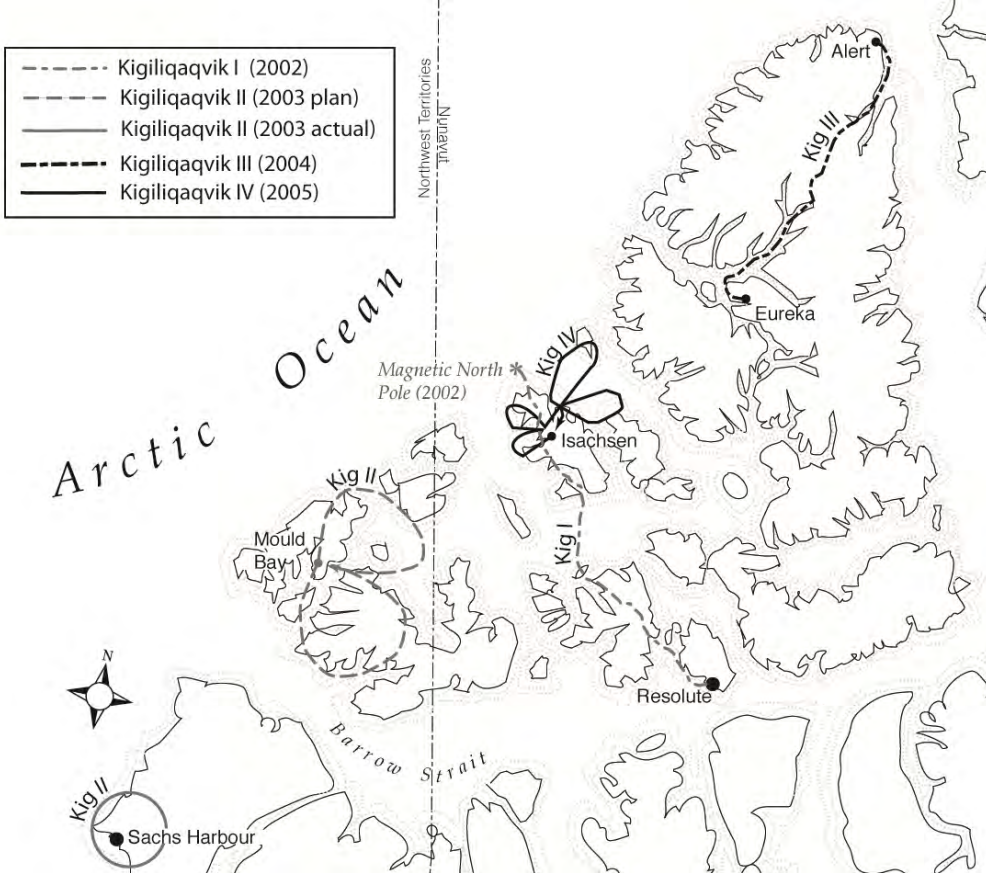 Kigiliqaqvik I (2002)
Kigiliqaqvik II (2003 plan)
Kigiliqaqvik II (2003 actual)
Kigiliqaqvik III (2004)
Kigiliqaqvik IV (2005)
Northwest Territories
Nunavut
Alert
Kig III
Eureka
Arctic Ocean
Kig IV
Magnetic North
Pole (2002)
Isachsen
Kig II
Mould
Bay
Kig I
N
Resolute
Barrow Strait
Kig II
Sachs Harbour